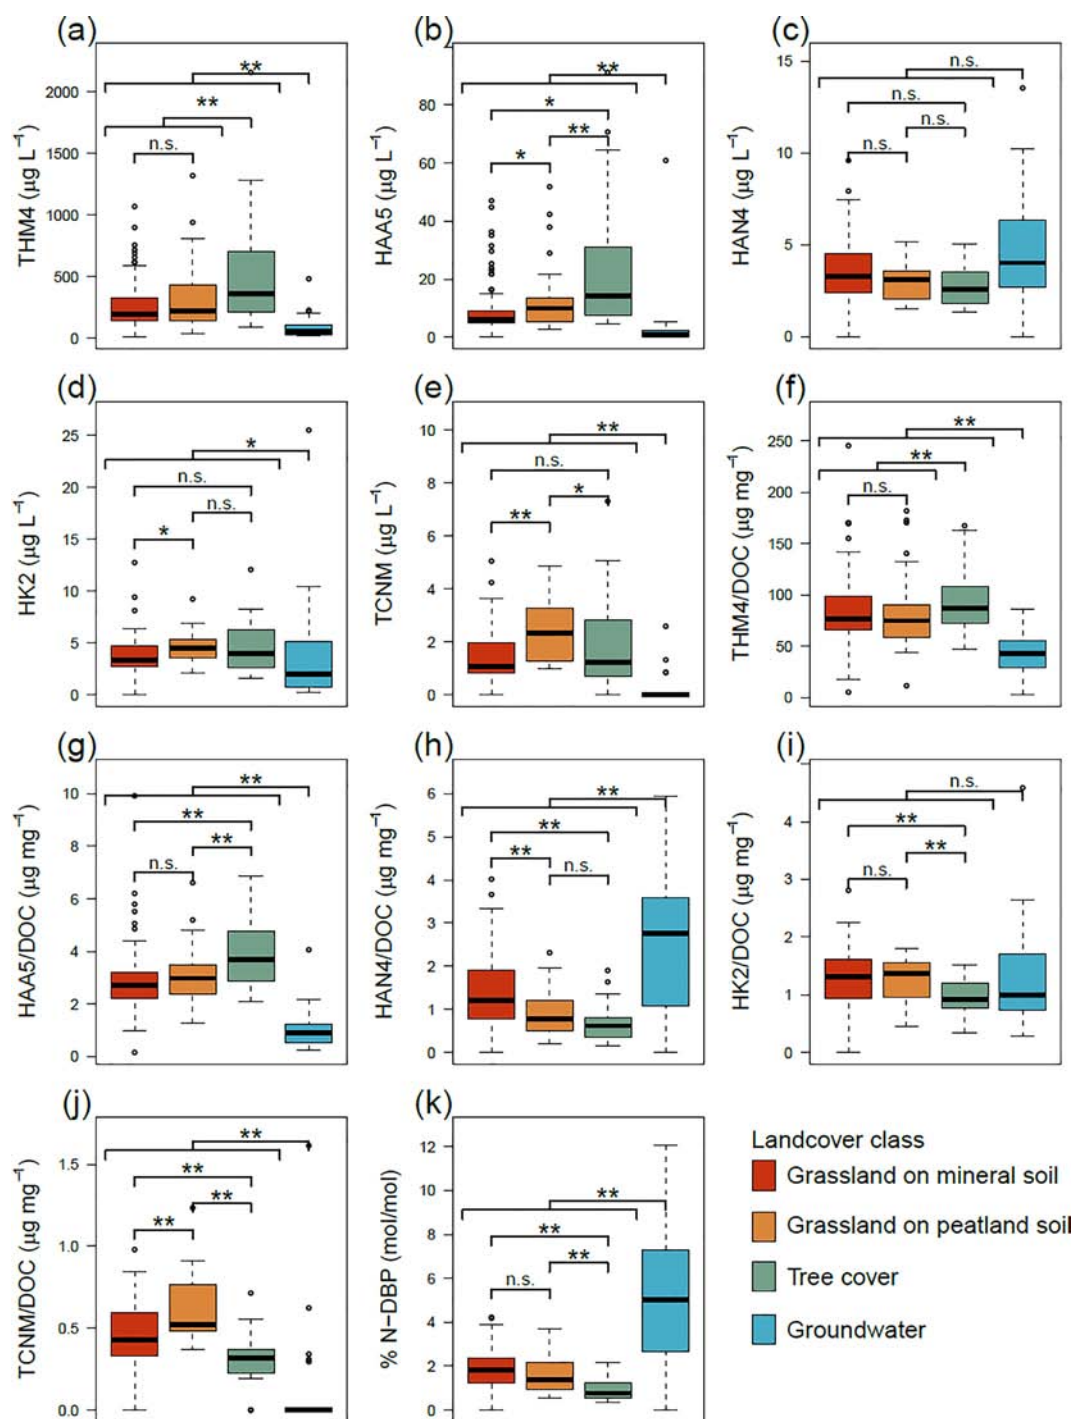 (a)
THM4 (µg L⁻¹)
2000
1500
1000
500
0
**
**
n.s.
(b)
HAA5 (µg L⁻¹)
80
60
40
20
0
**
*
**
*
(c)
HAN4 (µg L⁻¹)
15
10
5
0
n.s.
n.s.
n.s.
n.s.
(d)
HK2 (µg L⁻¹)
25
20
15
10
5
0
*
n.s.
n.s.
*
(e)
TCNM (µg L⁻¹)
10
8
6
4
2
0
**
n.s.
*
**
(f)
THM4/DOC (µg mg⁻¹)
250
200
150
100
50
0
**
**
n.s.
(g)
HAA5/DOC (µg mg⁻¹)
10
8
6
4
2
0
**
**
**
n.s.
(h)
HAN4/DOC (µg mg⁻¹)
6
5
4
3
2
1
0
**
**
**
n.s.
(i)
HK2/DOC (µg mg⁻¹)
4
3
2
1
0
n.s.
**
**
n.s.
(j)
TCNM/DOC (µg mg⁻¹)
1.5
1.0
0.5
0.0
**
**
**
**
(k)
% N−DBP (mol/mol)
12
10
8
6
4
2
0
**
**
**
n.s.
Landcover class
Grassland on mineral soil
Grassland on peatland soil
Tree cover
Groundwater